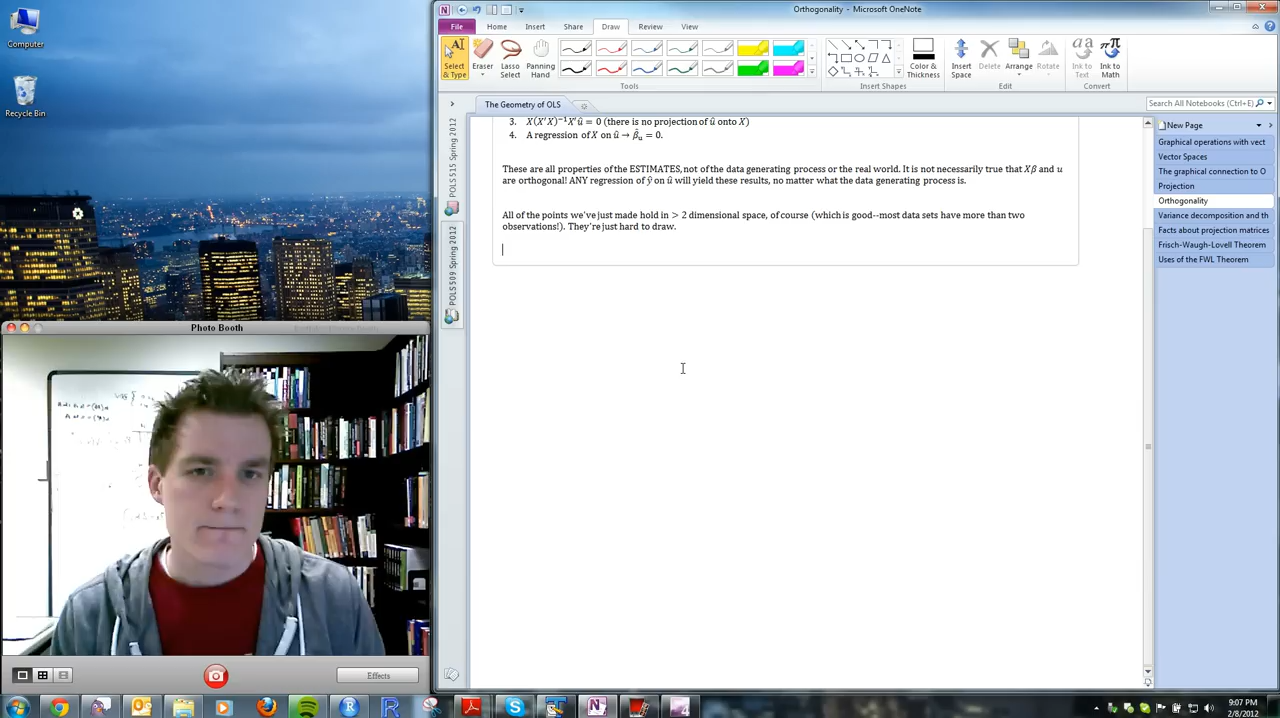 Orthogonality - Microsoft OneNote
File
Home
Insert
Share
Draw
Review
View
Computer
Recycle Bin
Select & Type
Eraser
Lasso Select
Panning Hand
Color & Thickness
Insert Space
Delete
Arrange
Rotate
Ink to Text
Ink to Math
Tools
Insert Shapes
Edit
Convert
The Geometry of OLS
Search All Notebooks (Ctrl+E)
POLS 515 Spring 2012
POLS 509 Spring 2012
3. X(X′X)⁻¹X′û = 0 (there is no projection of û onto X)
4. A regression of X on û → β̂ᵤ = 0.
These are all properties of the ESTIMATES, not of the data generating process or the real world. It is not necessarily true that Xβ and u
are orthogonal! ANY regression of ŷ on û will yield these results, no matter what the data generating process is.
All of the points we've just made hold in > 2 dimensional space, of course (which is good--most data sets have more than two
observations!). They're just hard to draw.
New Page
Graphical operations with vect
Vector Spaces
The graphical connection to O
Projection
Orthogonality
Variance decomposition and th
Facts about projection matrices
Frisch-Waugh-Lovell Theorem
Uses of the FWL Theorem
Photo Booth
Effects
9:07 PM
2/8/2012